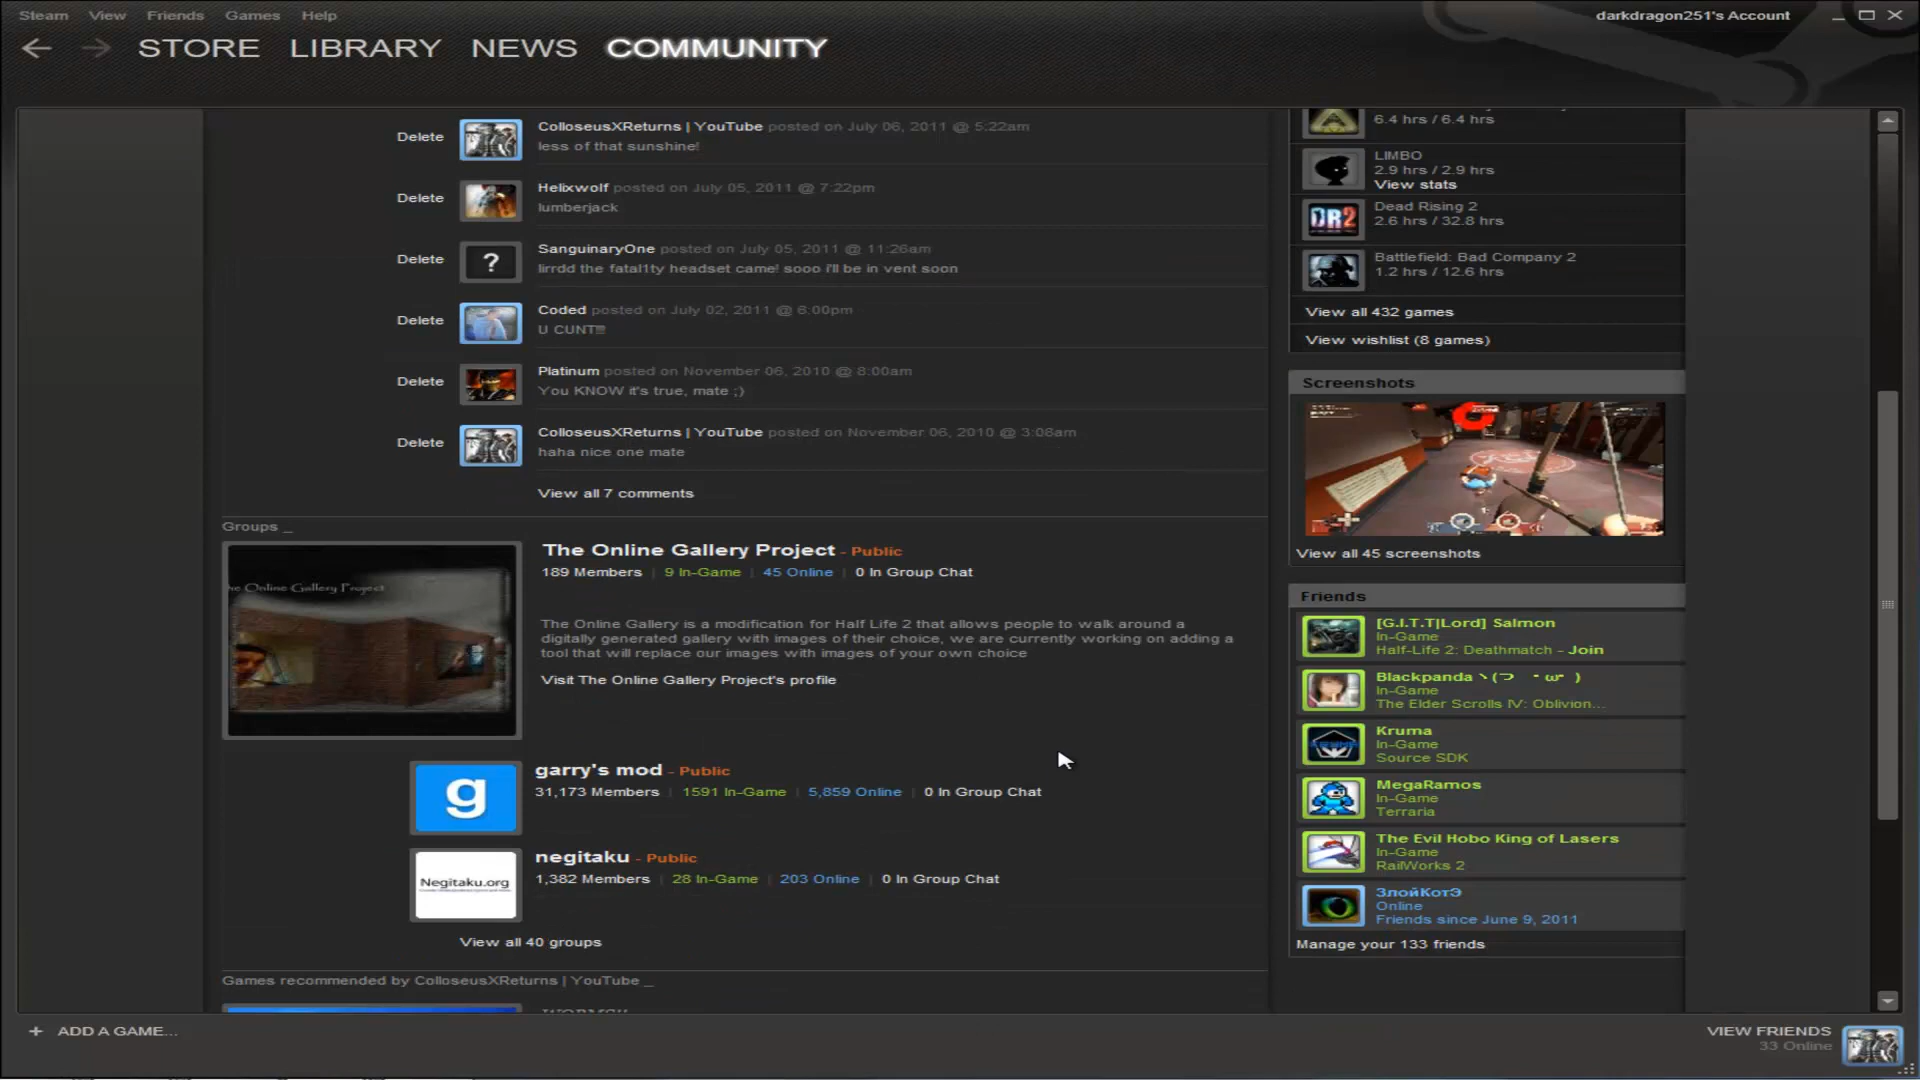 Steam View Friends Games Help
darkdragon251's Account
STORE LIBRARY NEWS COMMUNITY
Delete
ColloseusXReturns | YouTube posted on July 06, 2011 @ 5:22am
less of that sunshine!
Delete
Helixwolf posted on July 05, 2011 @ 7:22pm
lumberjack
Delete
SanguinaryOne posted on July 05, 2011 @ 11:26am
?
lirrdd the fatal1ty headset came! sooo i'll be in vent soon
Delete
Coded posted on July 02, 2011 @ 6:00pm
U CUNT!!!
Delete
Platinum posted on November 06, 2010 @ 8:00am
You KNOW it's true, mate ;)
Delete
ColloseusXReturns | YouTube posted on November 06, 2010 @ 3:08am
haha nice one mate
View all 7 comments
Groups _
The Online Gallery Project
The Online Gallery Project - Public
189 Members | 9 In-Game | 45 Online | 0 In Group Chat
The Online Gallery is a modification for Half Life 2 that allows people to walk around a
digitally generated gallery with images of their choice, we are currently working on adding a
tool that will replace our images with images of your own choice
Visit The Online Gallery Project's profile
g
garry's mod - Public
31,173 Members | 1591 In-Game | 5,859 Online | 0 In Group Chat
Negitaku.org
negitaku - Public
1,382 Members | 28 In-Game | 203 Online | 0 In Group Chat
View all 40 groups
Games recommended by ColloseusXReturns | YouTube _
6.4 hrs / 6.4 hrs
LIMBO
2.9 hrs / 2.9 hrs
View stats
DR2
Dead Rising 2
2.6 hrs / 32.8 hrs
Battlefield: Bad Company 2
1.2 hrs / 12.6 hrs
View all 432 games
View wishlist (8 games)
Screenshots
View all 45 screenshots
Friends
[G.I.T.T|Lord] Salmon
In-Game
Half-Life 2: Deathmatch - Join
Blackpanda ヽ(つ ･ω･ )
In-Game
The Elder Scrolls IV: Oblivion...
Kruma
In-Game
Source SDK
MegaRamos
In-Game
Terraria
The Evil Hobo King of Lasers
In-Game
RailWorks 2
ЗлойКотЭ
Online
Friends since June 9, 2011
Manage your 133 friends
+ ADD A GAME...
VIEW FRIENDS
33 Online